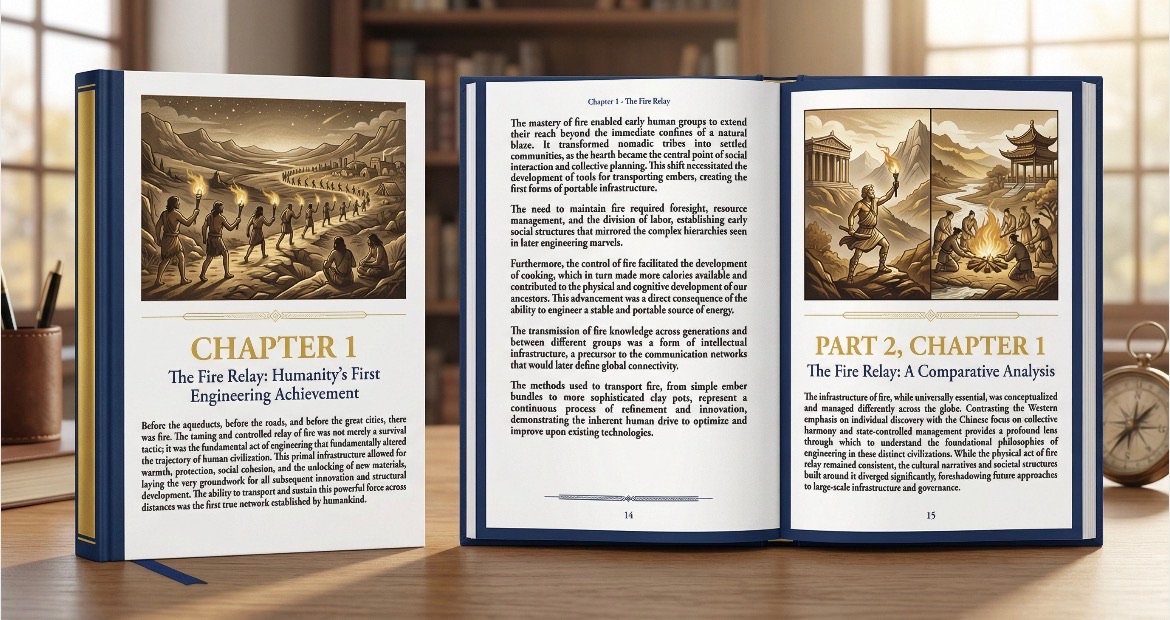 CHAPTER 1
The Fire Relay: Humanity's First
Engineering Achievement
Before the aqueducts, before the roads, and before the great cities, there
was fire. The taming and controlled relay of fire was not merely a survival
tactic; it was the fundamental act of engineering that fundamentally altered
the trajectory of human civilization. This primal infrastructure allowed for
warmth, protection, social cohesion, and the unlocking of new materials,
laying the very groundwork for all subsequent innovation and structural
development. The ability to transport and sustain this powerful force across
distances was the first true network established by humankind.
Chapter 1 - The Fire Relay
The mastery of fire enabled early human groups to extend
their reach beyond the immediate confines of a natural
blaze. It transformed nomadic tribes into settled
communities, as the hearth became the central point of social
interaction and collective planning. This shift necessitated the
development of tools for transporting embers, creating the
first forms of portable infrastructure.
The need to maintain fire required foresight, resource
management, and the division of labor, establishing early
social structures that mirrored the complex hierarchies seen
in later engineering marvels.
Furthermore, the control of fire facilitated the development
of cooking, which in turn made more calories available and
contributed to the physical and cognitive development of our
ancestors. This advancement was a direct consequence of the
ability to engineer a stable and portable source of energy.
The transmission of fire knowledge across generations and
between different groups was a form of intellectual
infrastructure, a precursor to the communication networks
that would later define global connectivity.
The methods used to transport fire, from simple ember
bundles to more sophisticated clay pots, represent a
continuous process of refinement and innovation,
demonstrating the inherent human drive to optimize and
improve upon existing technologies.
14
PART 2, CHAPTER 1
The Fire Relay: A Comparative Analysis
The infrastructure of fire, while universally essential, was conceptualized
and managed differently across the globe. Contrasting the Western
emphasis on individual discovery with the Chinese focus on collective
harmony and state-controlled management provides a profound lens
through which to understand the foundational philosophies of
engineering in these distinct civilizations. While the physical act of fire
relay remained consistent, the cultural narratives and societal structures
built around it diverged significantly, foreshadowing future approaches
to large-scale infrastructure and governance.
15